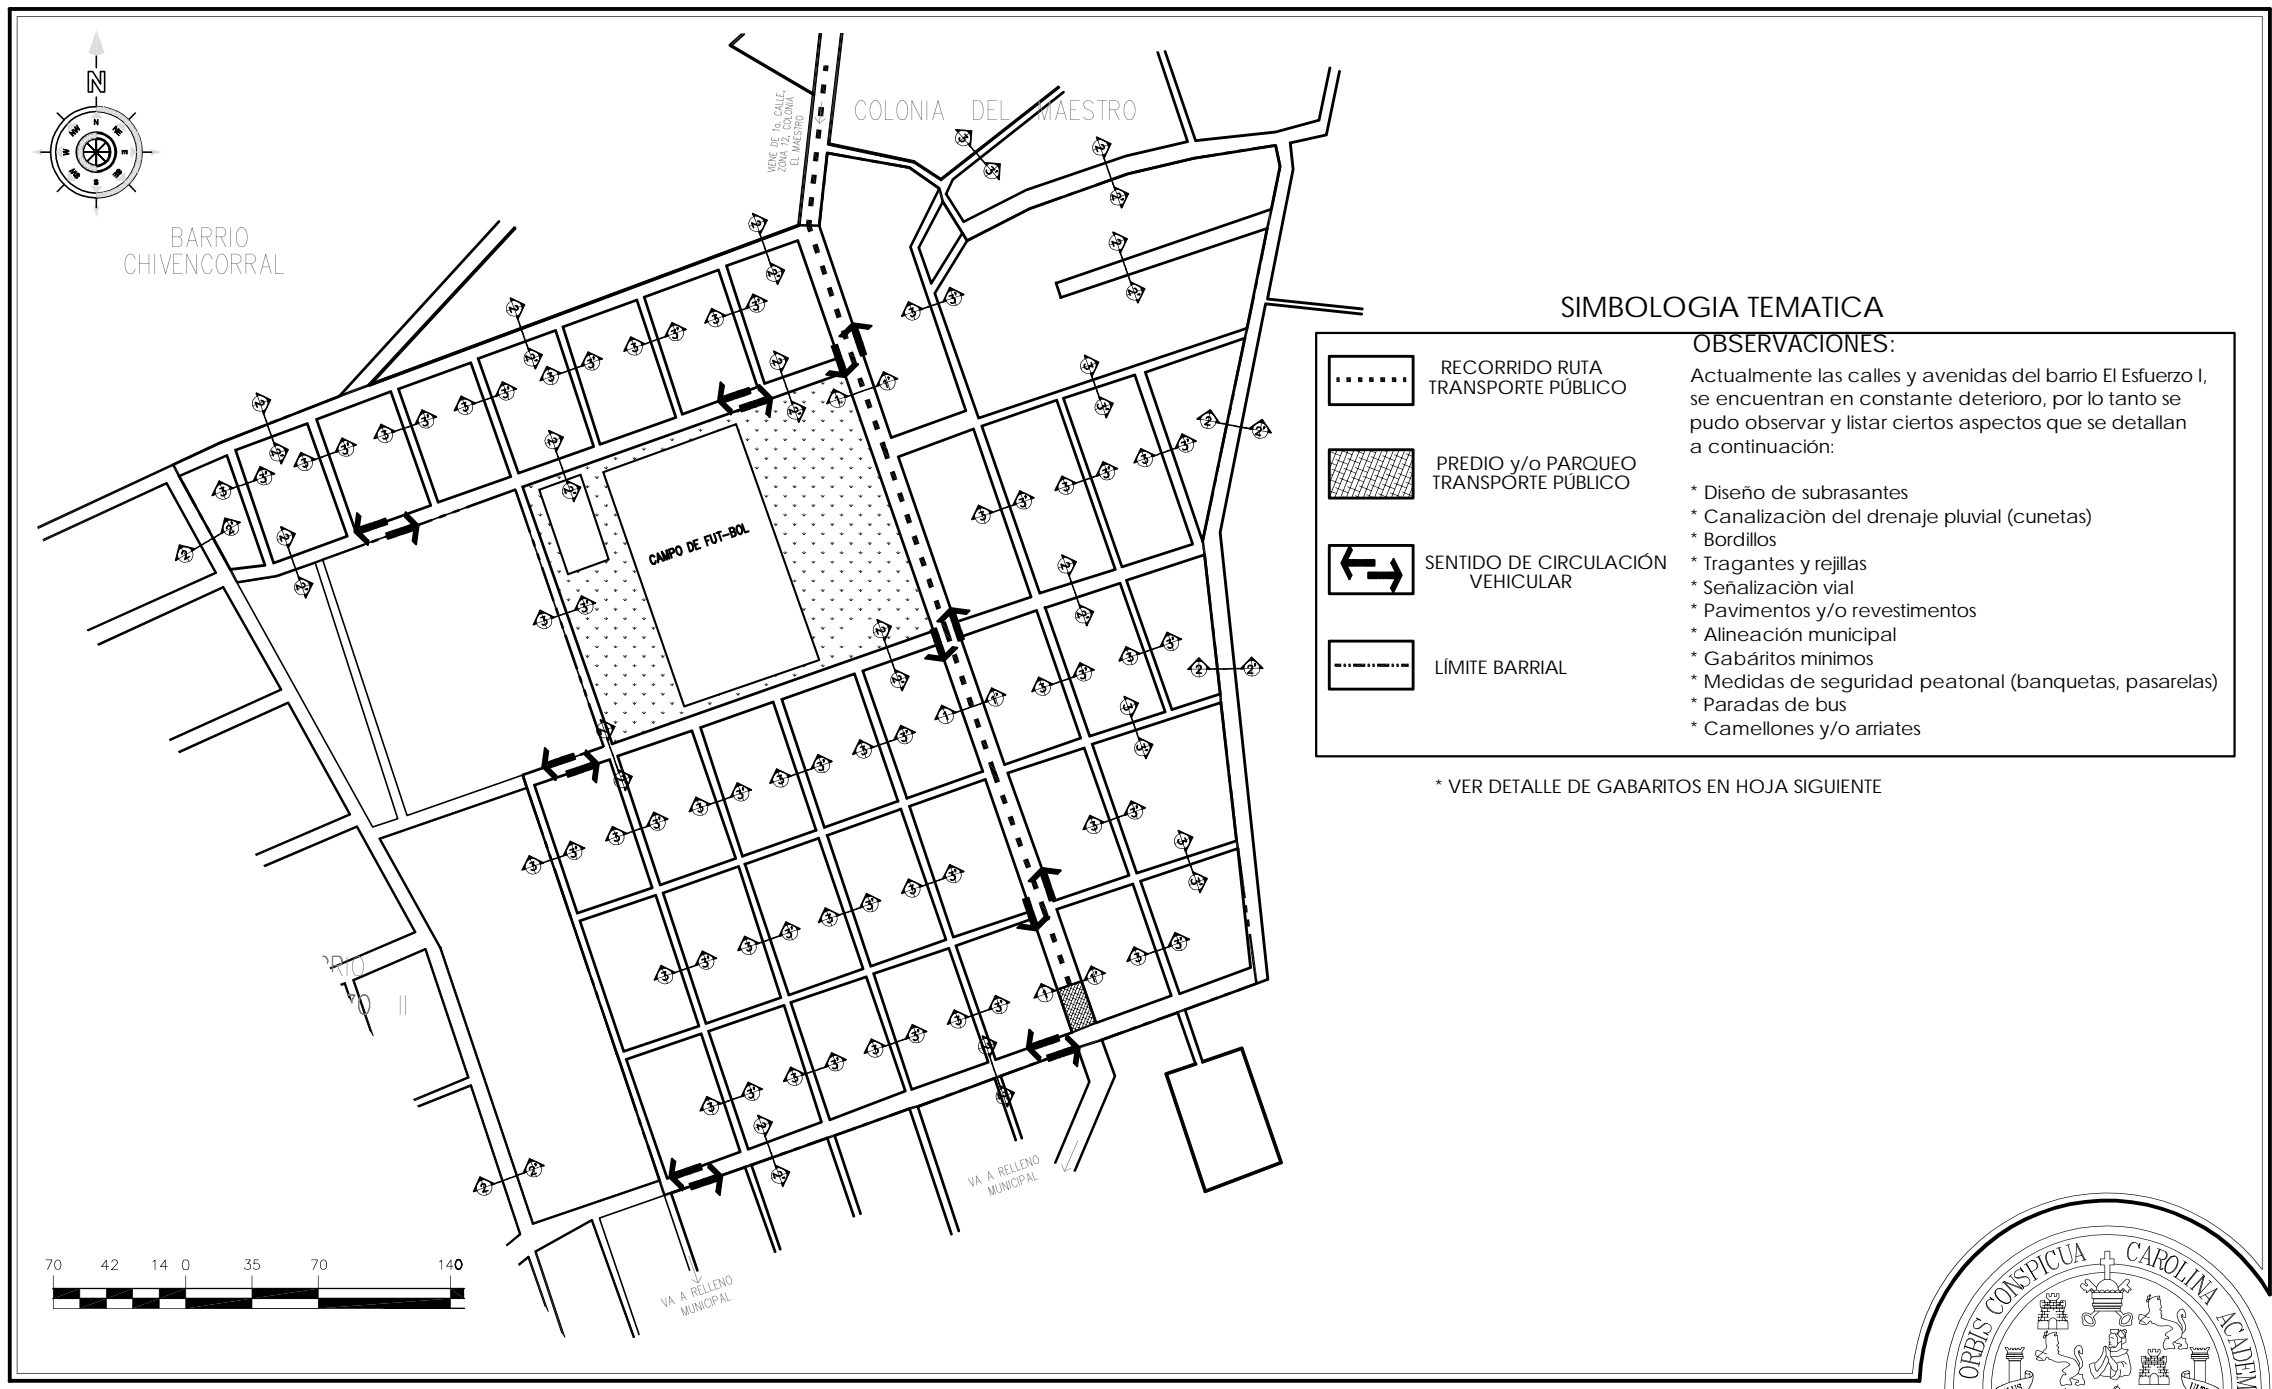 N
COLONIA DEL MAESTRO
VIENE DE 1a. CALLE,
ZONA 12, COLONIA
EL MAESTRO
BARRIO
CHIVENCORRAL
CAMPO DE FUT-BOL
VA A RELLENO
MUNICIPAL
VA A RELLENO
MUNICIPAL
70 42 14 0 35 70 140
SIMBOLOGIA TEMATICA
RECORRIDO RUTA
TRANSPORTE PÚBLICO
PREDIO y/o PARQUEO
TRANSPORTE PÚBLICO
SENTIDO DE CIRCULACIÓN
VEHICULAR
LÍMITE BARRIAL
OBSERVACIONES:
Actualmente las calles y avenidas del barrio El Esfuerzo I,
se encuentran en constante deterioro, por lo tanto se
pudo observar y listar ciertos aspectos que se detallan
a continuación:
* Diseño de subrasantes
* Canalizaciòn del drenaje pluvial (cunetas)
* Bordillos
* Tragantes y rejillas
* Señalizaciòn vial
* Pavimentos y/o revestimentos
* Alineación municipal
* Gabáritos mínimos
* Medidas de seguridad peatonal (banquetas, pasarelas)
* Paradas de bus
* Camellones y/o arriates
* VER DETALLE DE GABARITOS EN HOJA SIGUIENTE
ORBIS CONSPICUA CAROLINA ACADEM